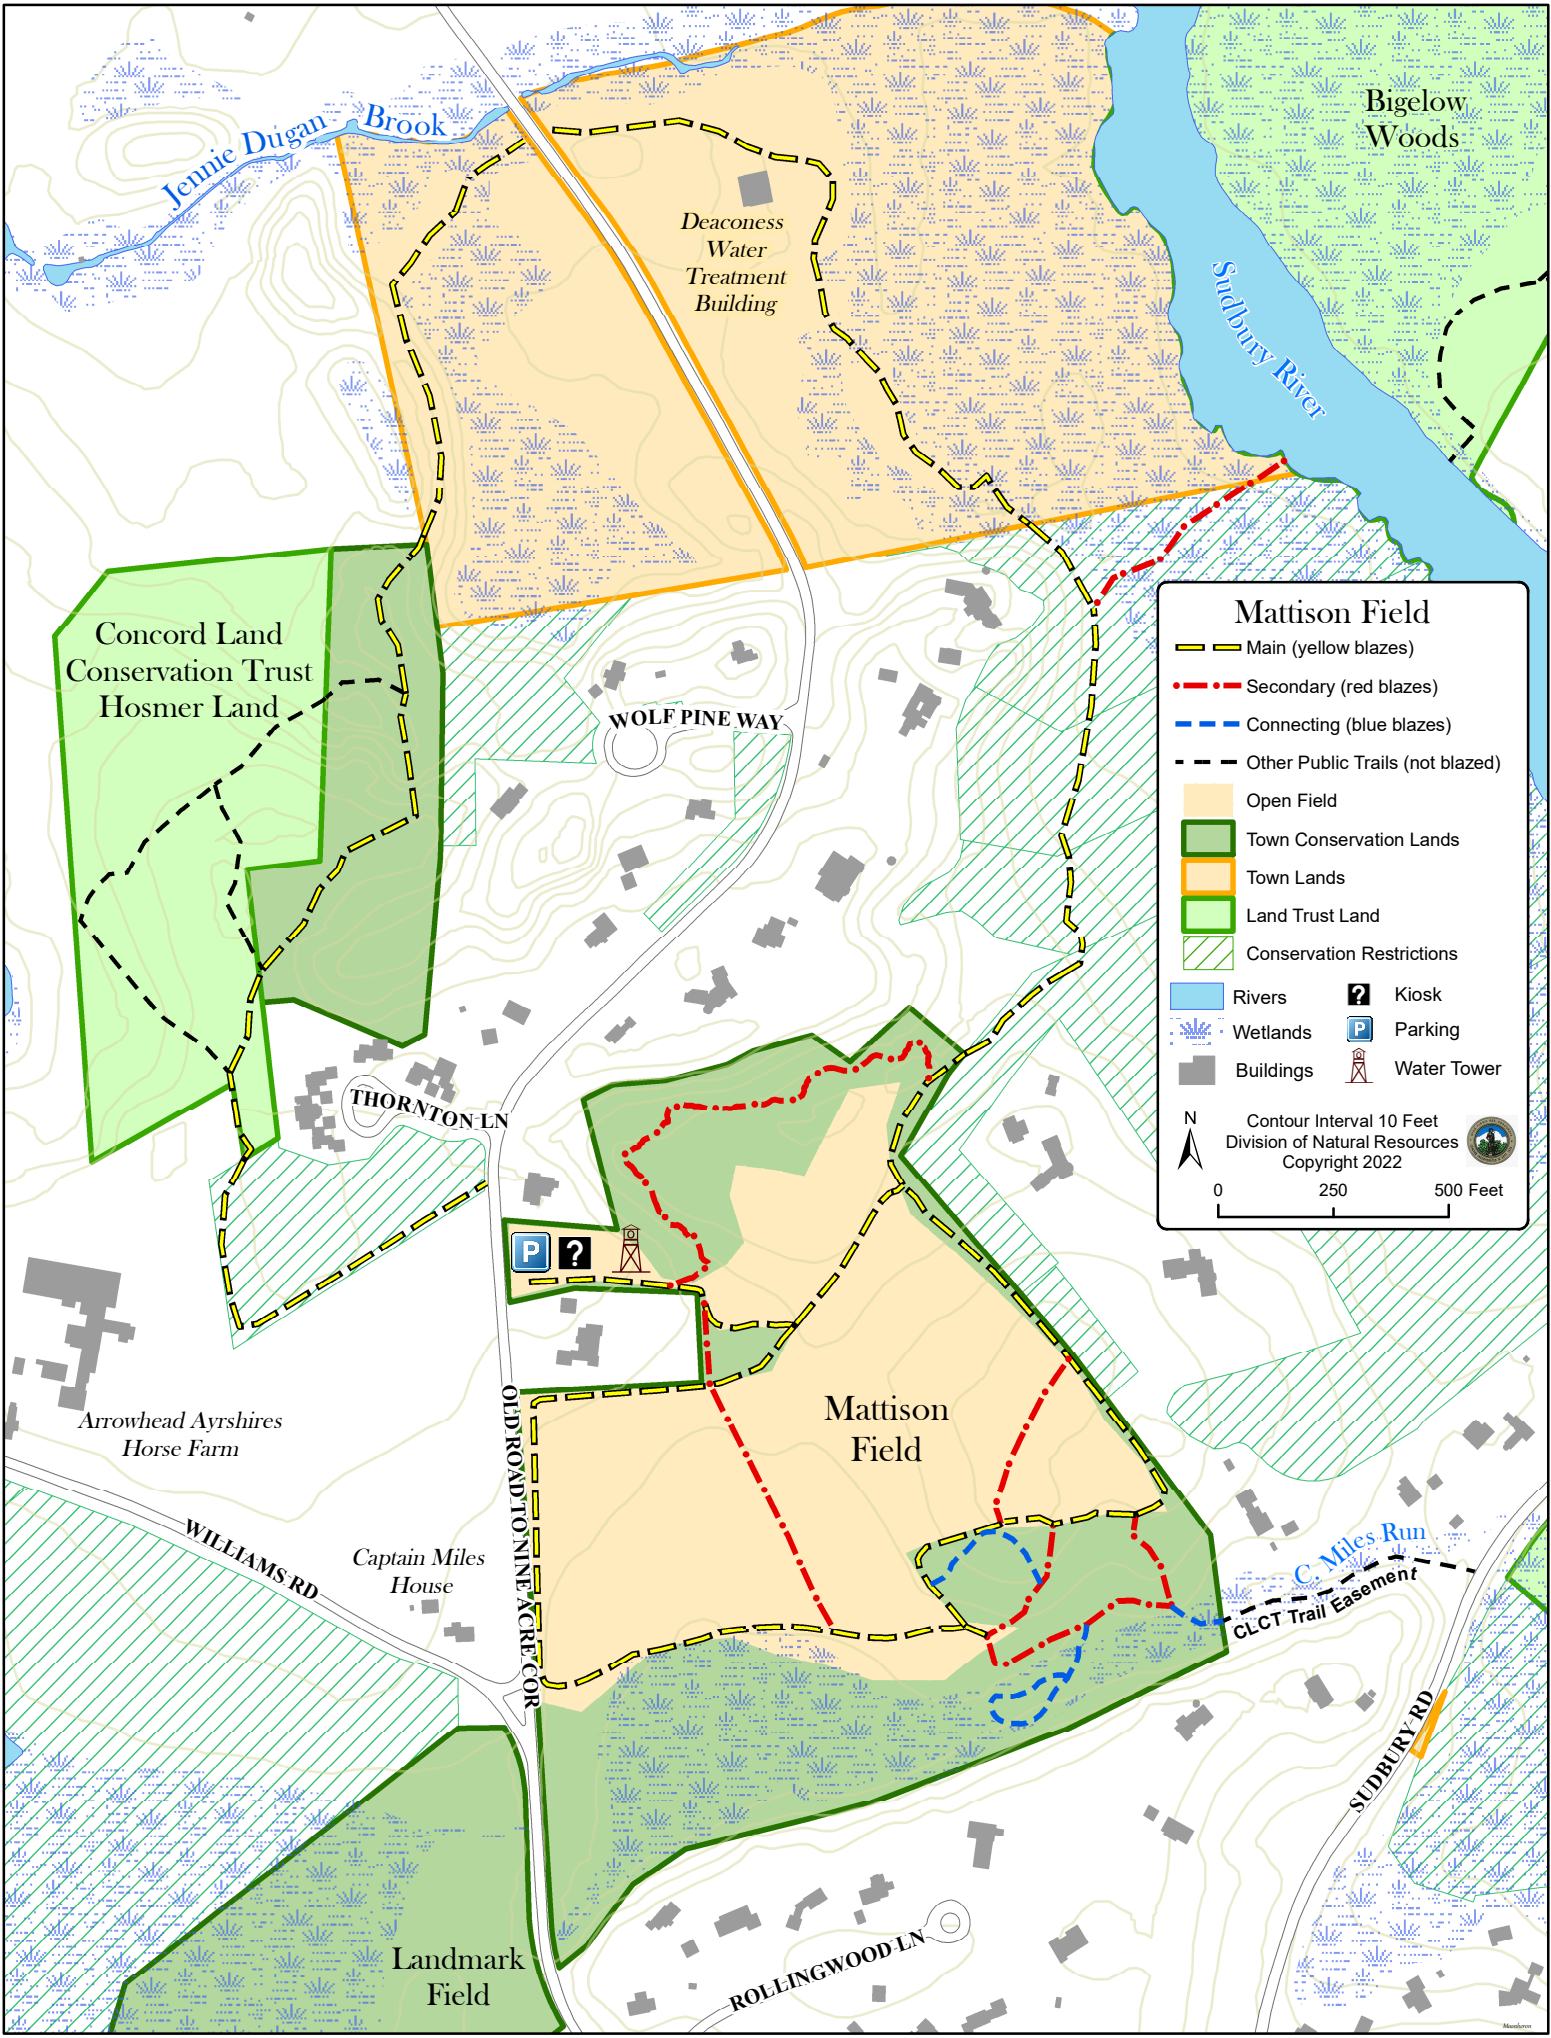 Jennie Dugan Brook
Bigelow
Woods
Deaconess
Water
Treatment
Building
Sudbury River
Concord Land
Conservation Trust
Hosmer Land
WOLF PINE WAY
THORNTON LN
P
?
Mattison Field
Main (yellow blazes)
Secondary (red blazes)
Connecting (blue blazes)
Other Public Trails (not blazed)
Open Field
Town Conservation Lands
Town Lands
Land Trust Land
Conservation Restrictions
Rivers
? Kiosk
Wetlands
P Parking
Buildings
Water Tower
N
Contour Interval 10 Feet
Division of Natural Resources
Copyright 2022
0 250 500 Feet
Arrowhead Ayrshires
Horse Farm
Mattison
Field
OLD ROAD TO NINE ACRE COR
WILLIAMS RD
Captain Miles
House
C. Miles Run
CLCT Trail Easement
SUDBURY RD
Landmark
Field
ROLLINGWOOD LN